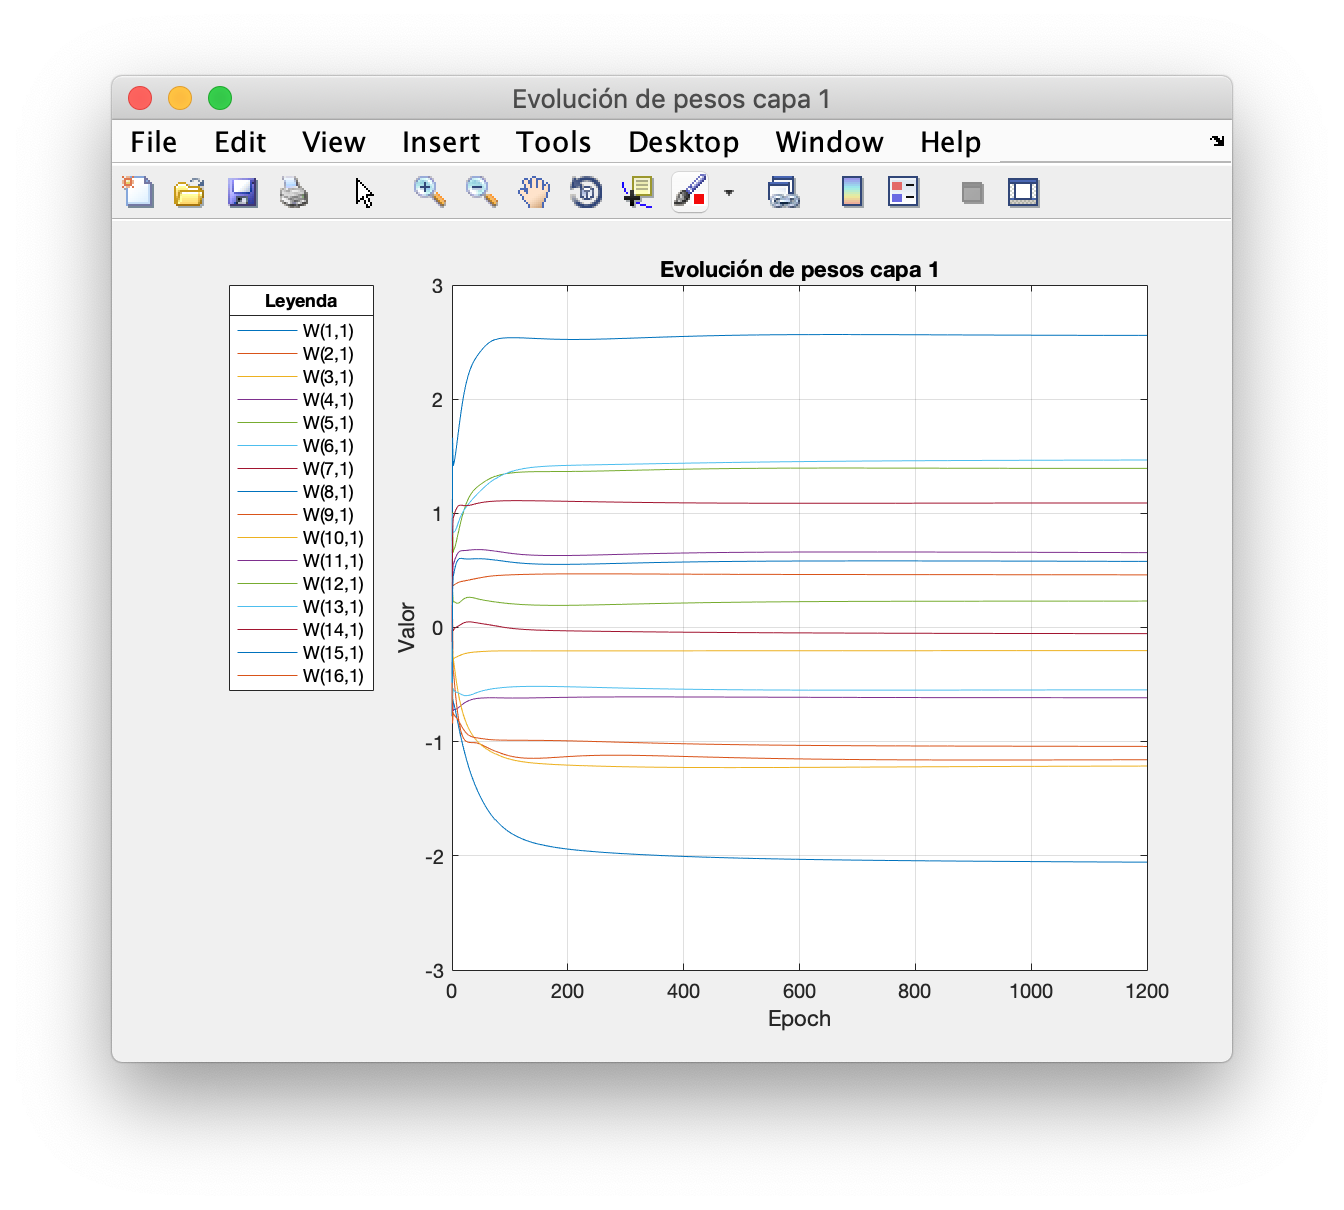 Evolución de pesos capa 1
File Edit View Insert Tools Desktop Window Help
Evolución de pesos capa 1
Leyenda
W(1,1)
W(2,1)
W(3,1)
W(4,1)
W(5,1)
W(6,1)
W(7,1)
W(8,1)
W(9,1)
W(10,1)
W(11,1)
W(12,1)
W(13,1)
W(14,1)
W(15,1)
W(16,1)
Valor
3
2
1
0
-1
-2
-3
0 200 400 600 800 1000 1200
Epoch